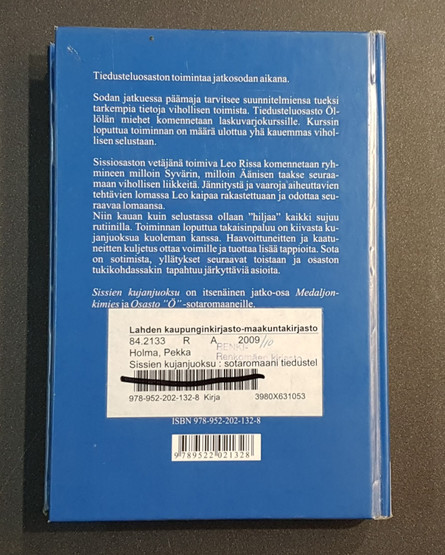 Tiedusteluosaston toimintaa jatkosodan aikana.
Sodan jatkuessa päämaja tarvitsee suunnitelmiensa tueksi
tarkempia tietoja vihollisen toimista. Tiedusteluosasto Öl-
lölän miehet komennetaan laskuvarjokurssille. Kurssin
loputtua toiminnan on määrä ulottua yhä kauemmas vihol-
lisen selustaan.
Sissiosaston vetäjänä toimiva Leo Rissa komennetaan ryh-
mineen milloin Syvärin, milloin Äänisen taakse seuraa-
maan vihollisen liikkeitä. Jännitystä ja vaaroja aiheuttavien
tehtävien lomassa Leo kaipaa rakastettuaan ja odottaa seu-
raavaa lomaansa.
Niin kauan kuin selustassa ollaan "hiljaa" kaikki sujuu
rutiinilla. Toiminnan loputtua takaisinpaluu on kiivasta ku-
janjuoksua kuoleman kanssa. Haavoittuneitten ja kaatu-
neitten kuljetus ottaa voimille ja tuottaa lisää tappioita. Sota
on sotimista, yllätykset seuraavat toistaan ja osaston
tukikohdassakin tapahtuu järkyttäviä asioita.
Sissien kujanjuoksu on itsenäinen jatko-osa Medaljon-
kimies ja Osasto "Ö" -sotaromaaneille.
Lahden kaupunginkirjasto-maakuntakirjasto
84.2133 R A 2009/10
Holma, Pekka
Renkomäen kirjasto
Sissien kujanjuoksu : sotaromaani tiedustel
978-952-202-132-8 Kirja 3980X631053
ISBN 978-952-202-132-8
9 789522 021328